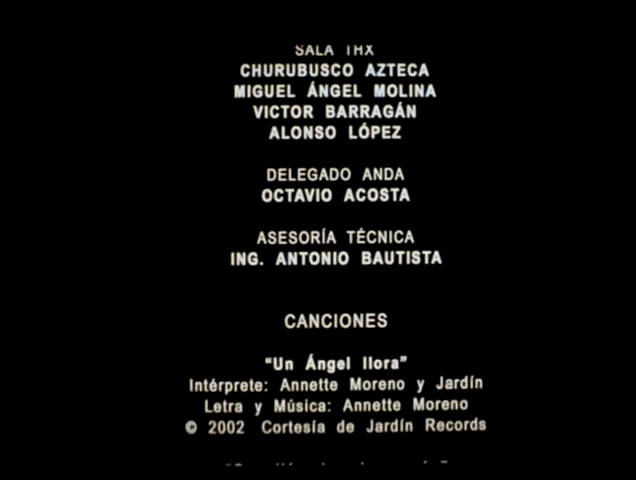 SALA THX
CHURUBUSCO AZTECA
MIGUEL ÁNGEL MOLINA
VICTOR BARRAGÁN
ALONSO LÓPEZ
DELEGADO ANDA
OCTAVIO ACOSTA
ASESORÍA TÉCNICA
ING. ANTONIO BAUTISTA
CANCIONES
“Un Ángel llora”
Intérprete: Annette Moreno y Jardín
Letra y Música: Annette Moreno
© 2002 Cortesía de Jardín Records